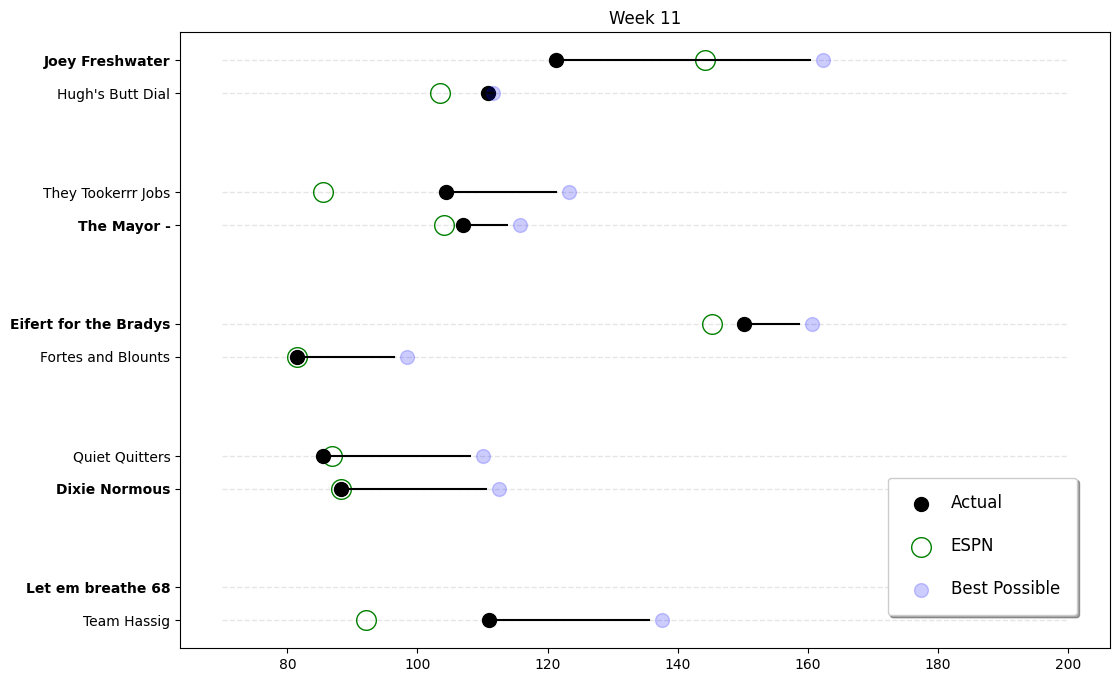 Week 11
Joey Freshwater
Hugh's Butt Dial
They Tookerrr Jobs
The Mayor -
Eifert for the Bradys
Fortes and Blounts
Quiet Quitters
Dixie Normous
Let em breathe 68
Team Hassig
Actual
ESPN
Best Possible
80 100 120 140 160 180 200